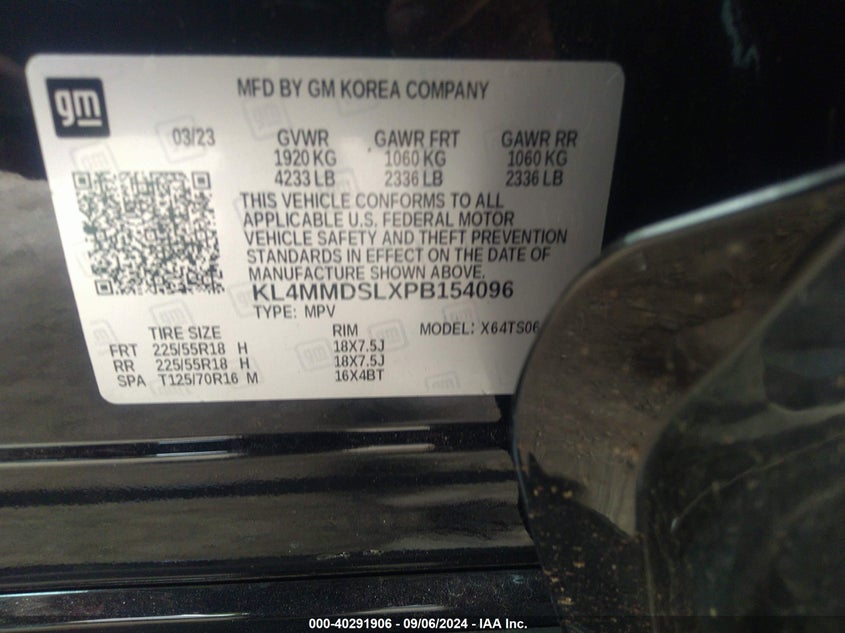 gm
MFD BY GM KOREA COMPANY
03/23 GVWR GAWR FRT GAWR RR
1920 KG 1060 KG 1060 KG
4233 LB 2336 LB 2336 LB
THIS VEHICLE CONFORMS TO ALL
APPLICABLE U.S. FEDERAL MOTOR
VEHICLE SAFETY AND THEFT PREVENTION
STANDARDS IN EFFECT ON THE DATE OF
MANUFACTURE SHOWN ABOVE.
KL4MMDSLXPB154096
TYPE: MPV
TIRE SIZE RIM MODEL: X64TS06
FRT 225/55R18 H 18X7.5J
RR 225/55R18 H 18X7.5J
SPA T125/70R16 M 16X4BT
000-40291906 - 09/06/2024 - IAA Inc.